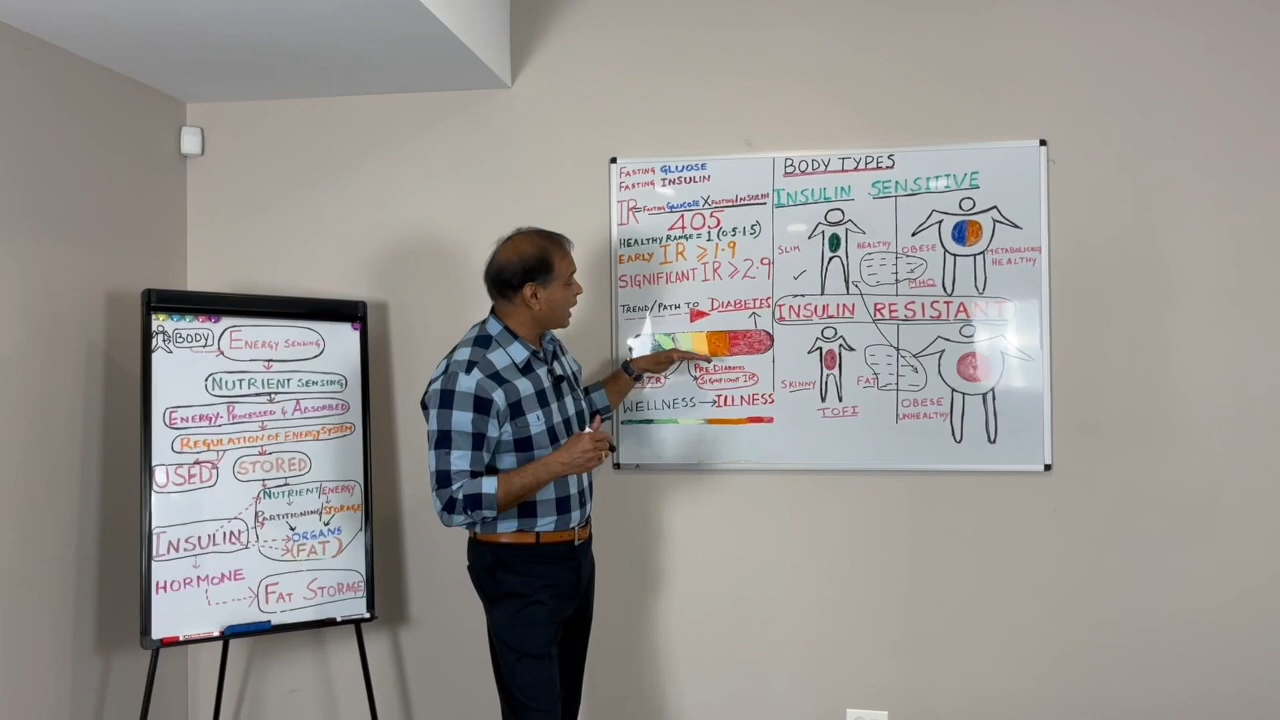 BODY
ENERGY SENSING
NUTRIENT SENSING
ENERGY-PROCESSED & ABSORBED
REGULATION OF ENERGY SYSTEM
USED
STORED
NUTRIENT/ENERGY
PARTITIONING/STORAGE
ORGANS
(FAT)
INSULIN
HORMONE
FAT STORAGE
FASTING GLUOSE
FASTING INSULIN
IR=FASTING GLUOSE X FASTING INSULIN
405
HEALTHY RANGE = 1 (0.5-1.5)
EARLY IR ≥ 1.9
SIGNIFICANT IR ≥ 2.9
TREND/PATH TO DIABETES
IR
PRE-DIABETES
SIGNIFICANT IR
WELLNESS → ILLNESS
BODY TYPES
INSULIN SENSITIVE
SLIM
HEALTHY
OBESE
METABOLICALLY
HEALTHY
MHO
INSULIN RESISTANT
SKINNY
FAT
TOFI
OBESE
UNHEALTHY